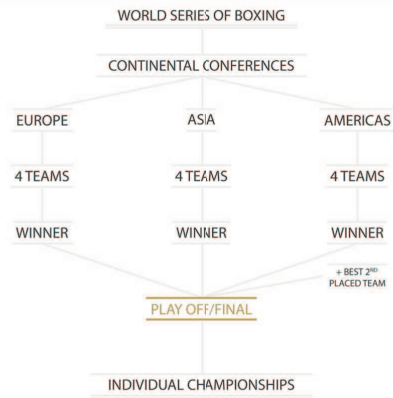 WORLD SERIES OF BOXING
CONTINENTAL CONFERENCES
EUROPE ASIA AMERICAS
4 TEAMS 4 TEAMS 4 TEAMS
WINNER WINNER WINNER
+ BEST 2ND
PLACED TEAM
PLAY OFF/FINAL
INDIVIDUAL CHAMPIONSHIPS